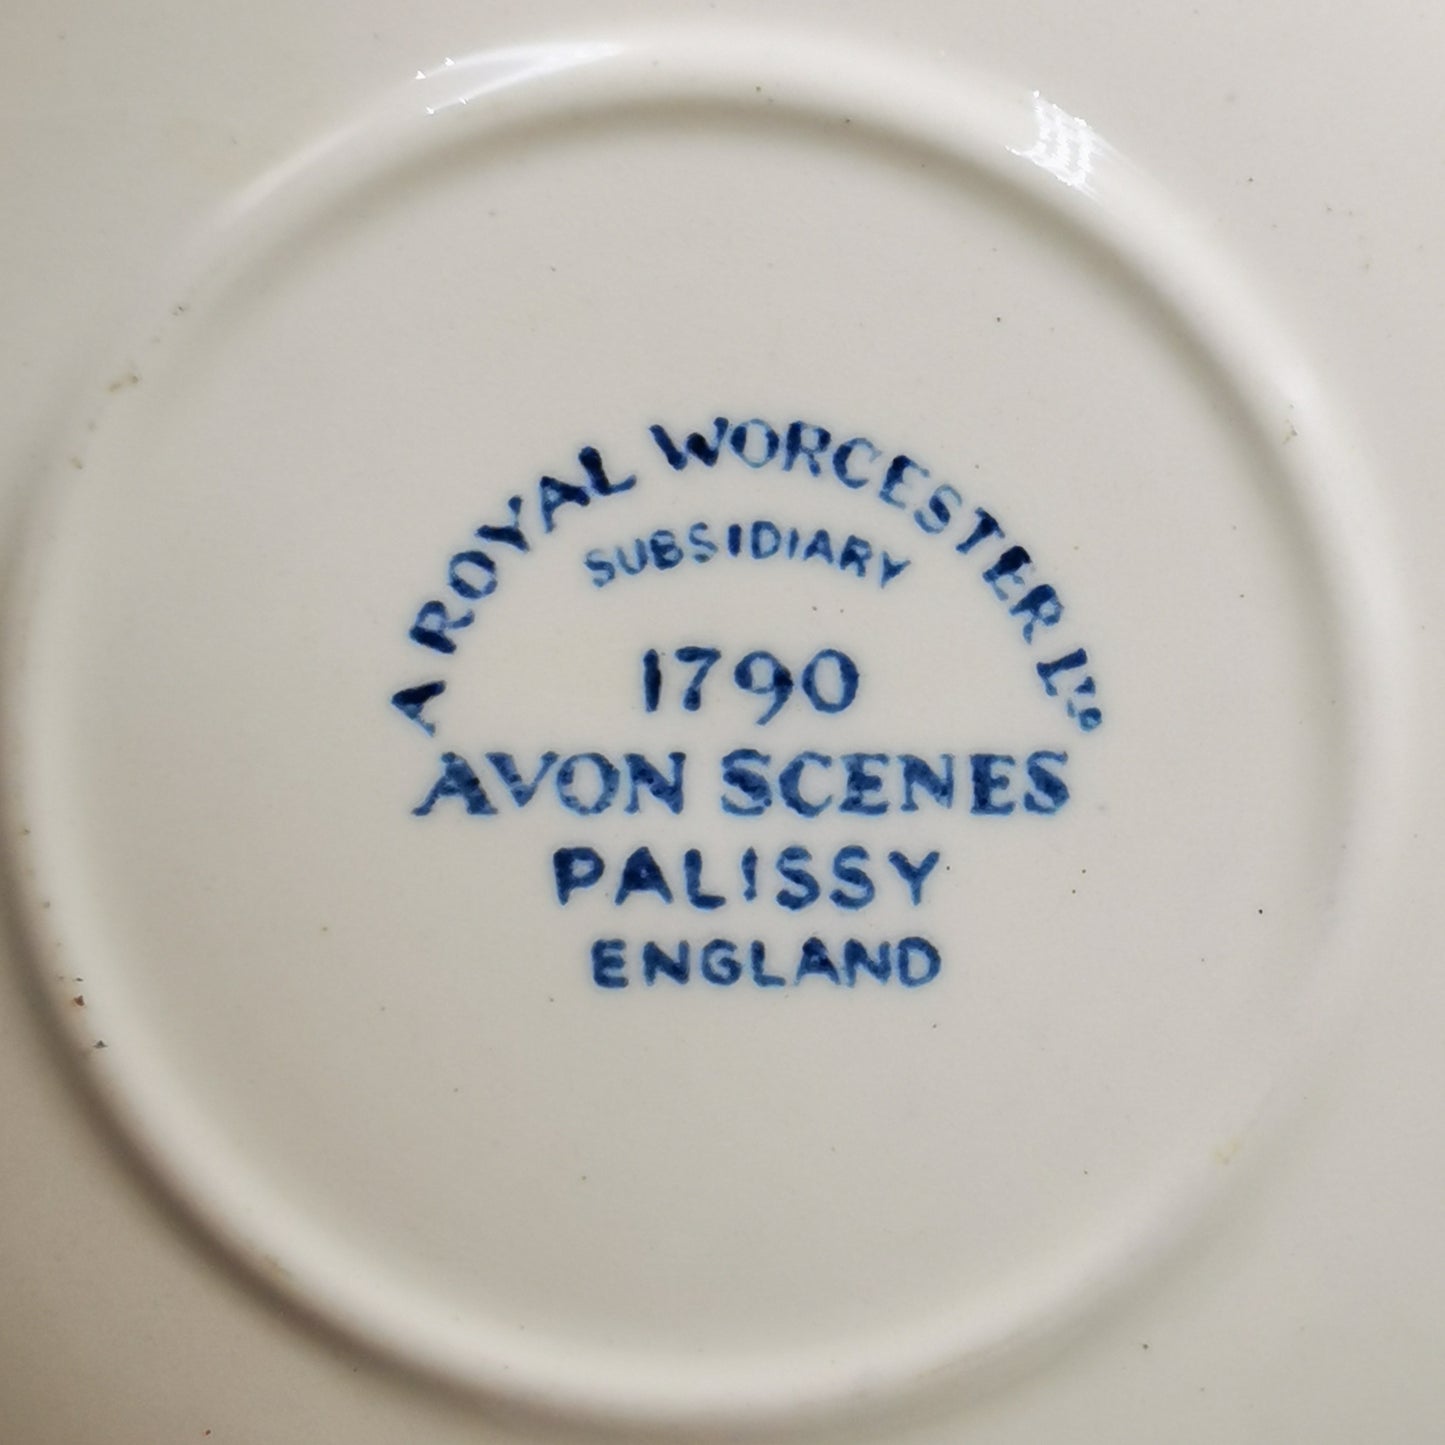 A ROYAL WORCESTER LTD
SUBSIDIARY
1790
AVON SCENES
PALISSY
ENGLAND